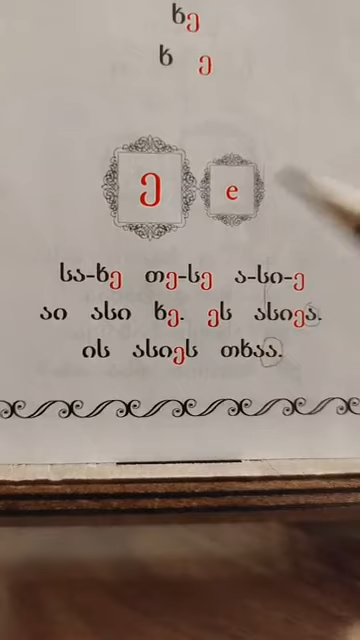 ხე
ხ ე
ე e
სა-ხე თე-სე ა-სი-ე
აი ასი ხე. ეს ასიეა.
ის ასიეს თხაა.